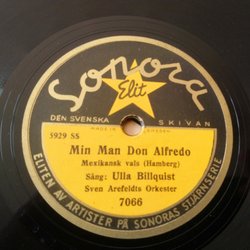 Sonora
Elit
DEN SVENSKA SKIVAN
MADE IN
5929 SS
Min Man Don Alfredo
Mexikansk vals (Hamberg)
Sång: Ulla Billquist
Sven Arefeldts Orkester
7066
ELITEN AV ARTISTER PÅ SONORAS STJÄRNSERIE